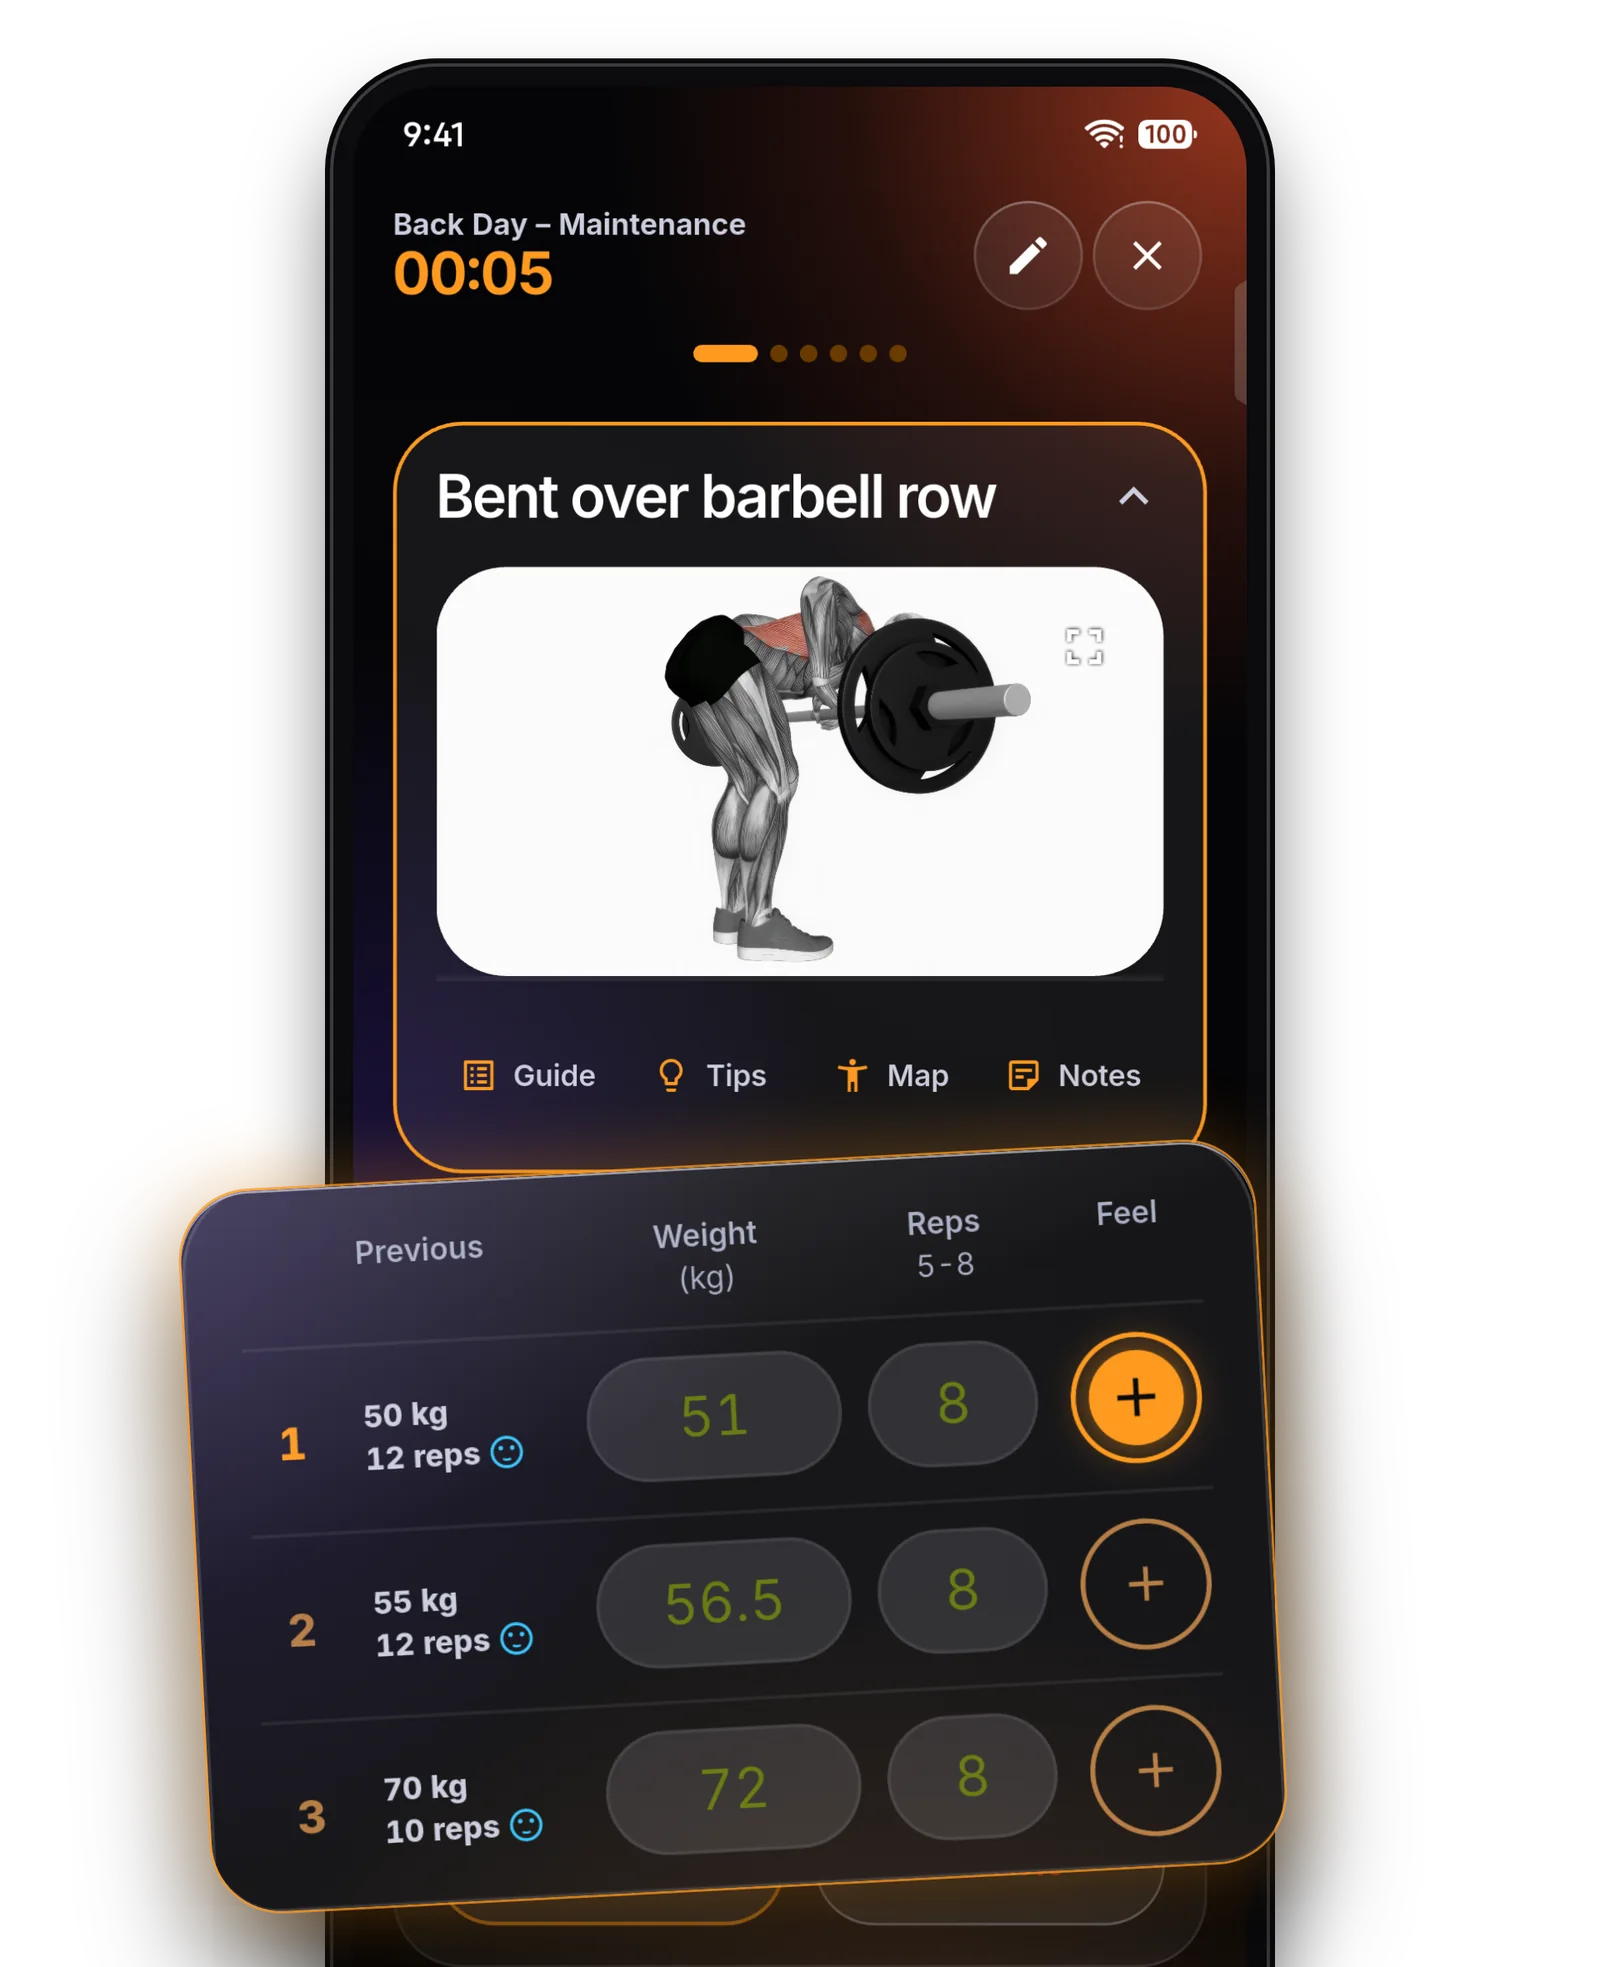 9:41
100
Back Day – Maintenance
00:05
Bent over barbell row
Guide Tips Map Notes
Previous Weight (kg) Reps 5-8 Feel
1 50 kg 12 reps 51 8 +
2 55 kg 12 reps 56.5 8 +
3 70 kg 10 reps 72 8 +